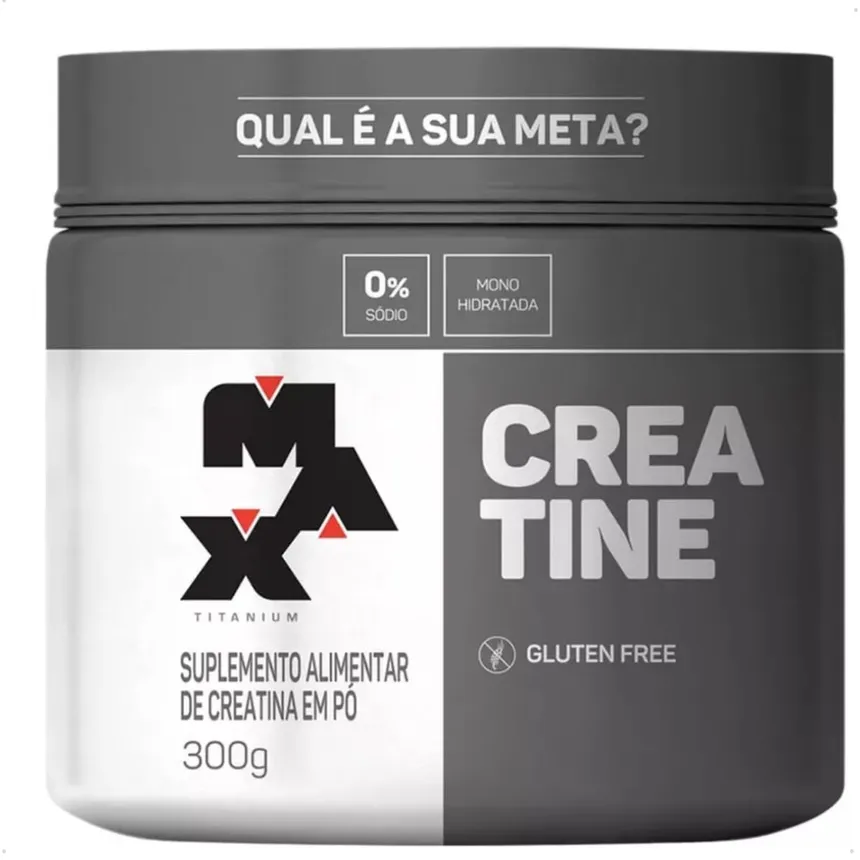 QUAL É A SUA META?
0%
SÓDIO
MONO
HIDRATADA
MAX
TITANIUM
SUPLEMENTO ALIMENTAR
DE CREATINA EM PÓ
300g
CREA
TINE
GLUTEN FREE